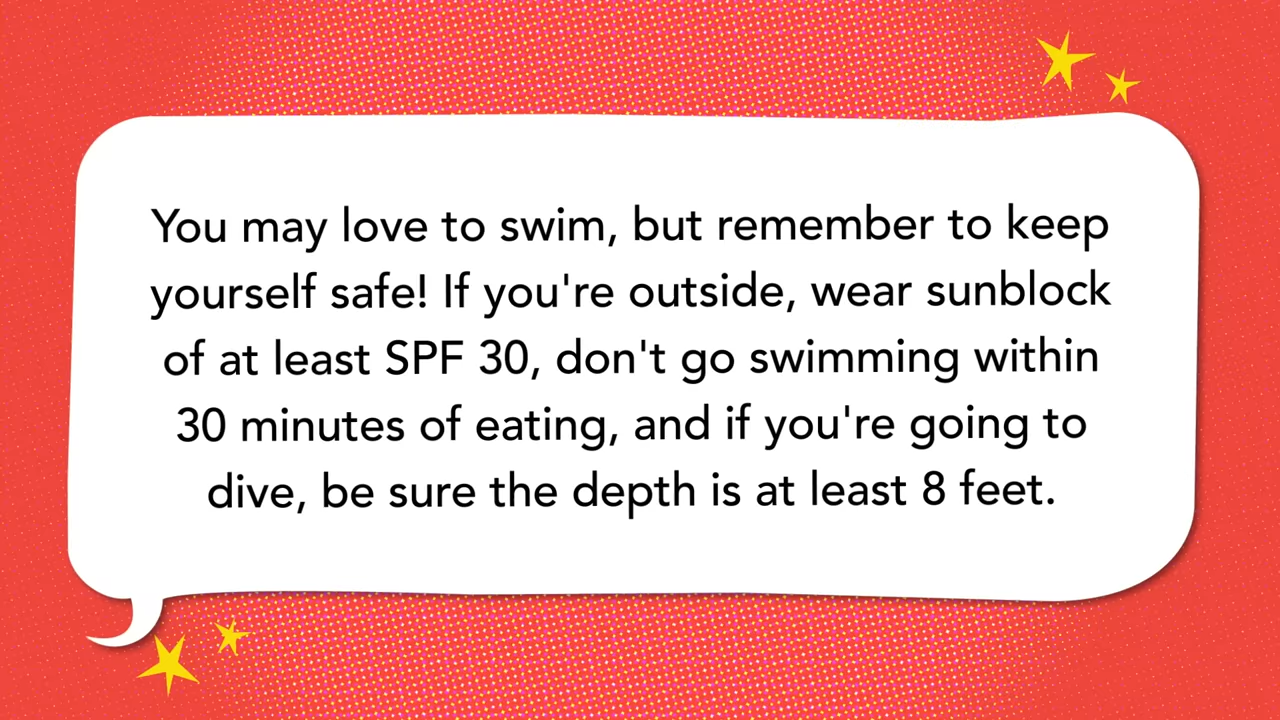 You may love to swim, but remember to keep
yourself safe! If you're outside, wear sunblock
of at least SPF 30, don't go swimming within
30 minutes of eating, and if you're going to
dive, be sure the depth is at least 8 feet.